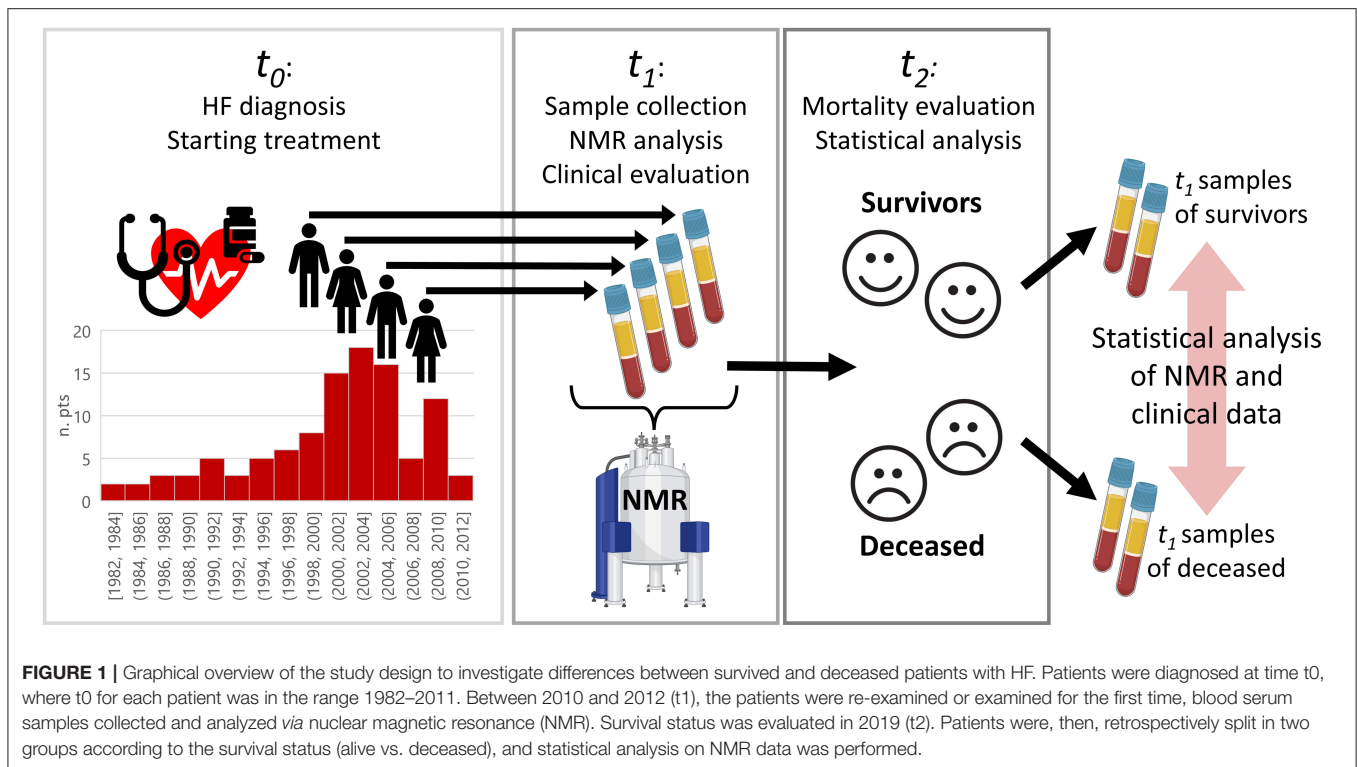 t0:
HF diagnosis
Starting treatment
20
15
10
5
0
n. pts
[1982, 1984]
(1984, 1986]
(1986, 1988]
(1988, 1990]
(1990, 1992]
(1992, 1994]
(1994, 1996]
(1996, 1998]
(1998, 2000]
(2000, 2002]
(2002, 2004]
(2004, 2006]
(2006, 2008]
(2008, 2010]
(2010, 2012]
t1:
Sample collection
NMR analysis
Clinical evaluation
NMR
t2:
Mortality evaluation
Statistical analysis
Survivors
Deceased
t1 samples
of survivors
Statistical analysis
of NMR and
clinical data
t1 samples
of deceased
FIGURE 1 | Graphical overview of the study design to investigate differences between survived and deceased patients with HF. Patients were diagnosed at time t0,
where t0 for each patient was in the range 1982–2011. Between 2010 and 2012 (t1), the patients were re-examined or examined for the first time, blood serum
samples collected and analyzed via nuclear magnetic resonance (NMR). Survival status was evaluated in 2019 (t2). Patients were, then, retrospectively split in two
groups according to the survival status (alive vs. deceased), and statistical analysis on NMR data was performed.